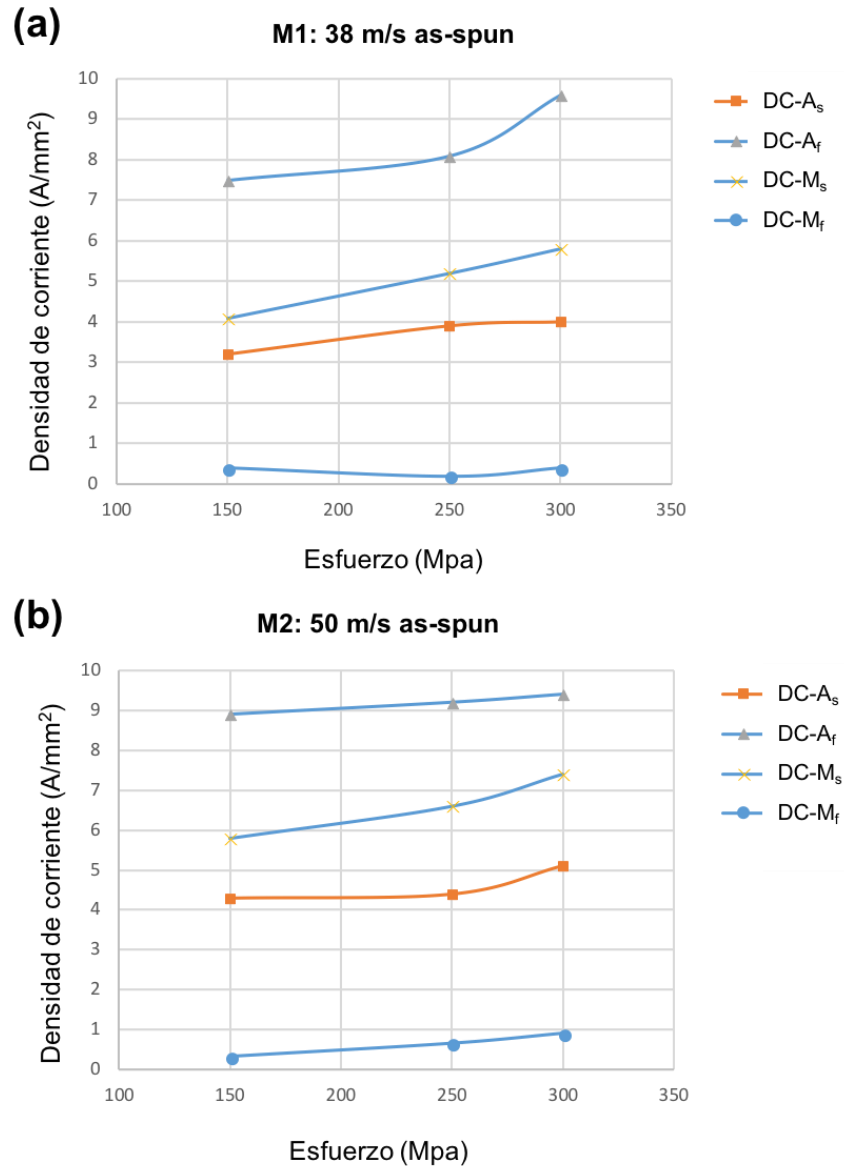 (a)
M1: 38 m/s as-spun
Densidad de corriente (A/mm²)
10
9
8
7
6
5
4
3
2
1
0
100 150 200 250 300 350
Esfuerzo (Mpa)
DC-As
DC-Af
DC-Ms
DC-Mf
(b)
M2: 50 m/s as-spun
Densidad de corriente (A/mm²)
10
9
8
7
6
5
4
3
2
1
0
100 150 200 250 300 350
Esfuerzo (Mpa)
DC-As
DC-Af
DC-Ms
DC-Mf